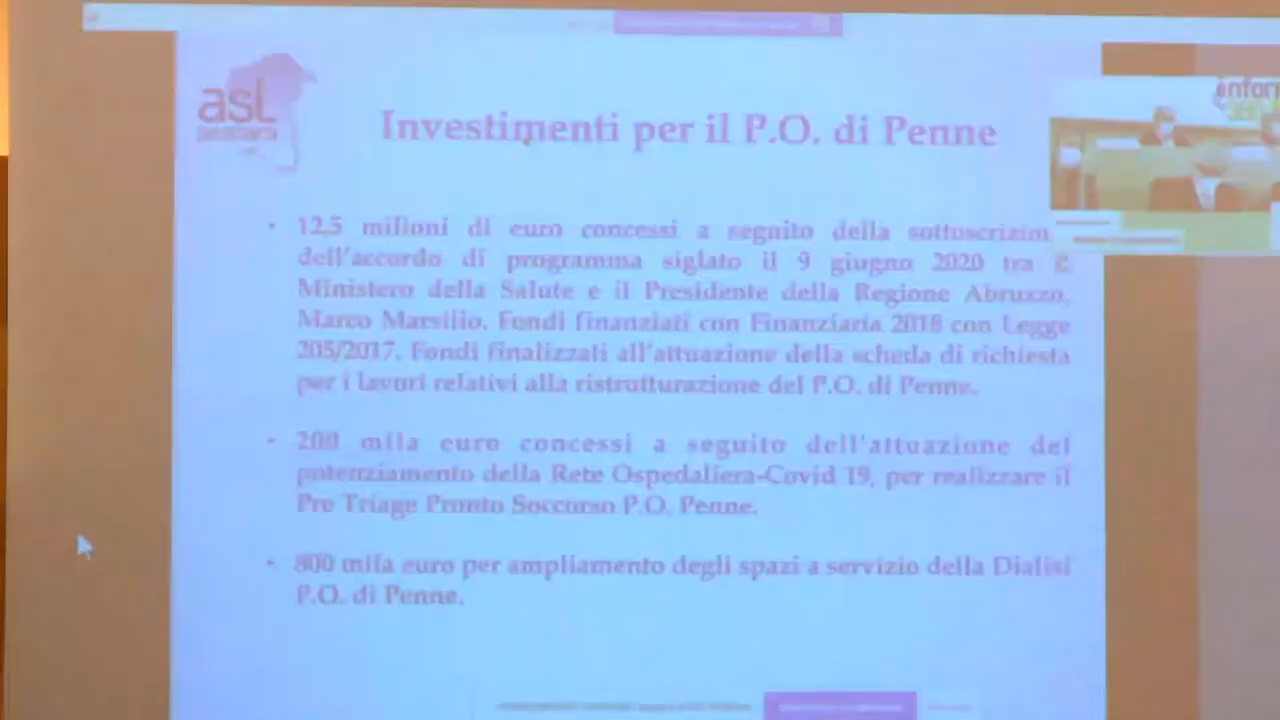 asl
pescara
Investimenti per il P.O. di Penne
• 12,5 milioni di euro concessi a seguito della
dell'accordo di programma siglato il 9 giugno 2020 tra
Ministero della Salute e il Presidente della Regione Abruzzo,
Marco Marsilio. Fondi finanziati con Finanziaria 2018 con Legge
205/2017. Fondi finalizzati all'attuazione della scheda di richiesta
per i lavori relativi alla ristrutturazione del P.O. di Penne.
• 200 mila euro concessi a seguito dell'attuazione del
potenziamento della Rete Ospedaliera-Covid 19, per realizzare il
Pre Triage Pronto Soccorso P.O. Penne.
• 800 mila euro per ampliamento degli spazi a servizio della Dialisi
P.O. di Penne.